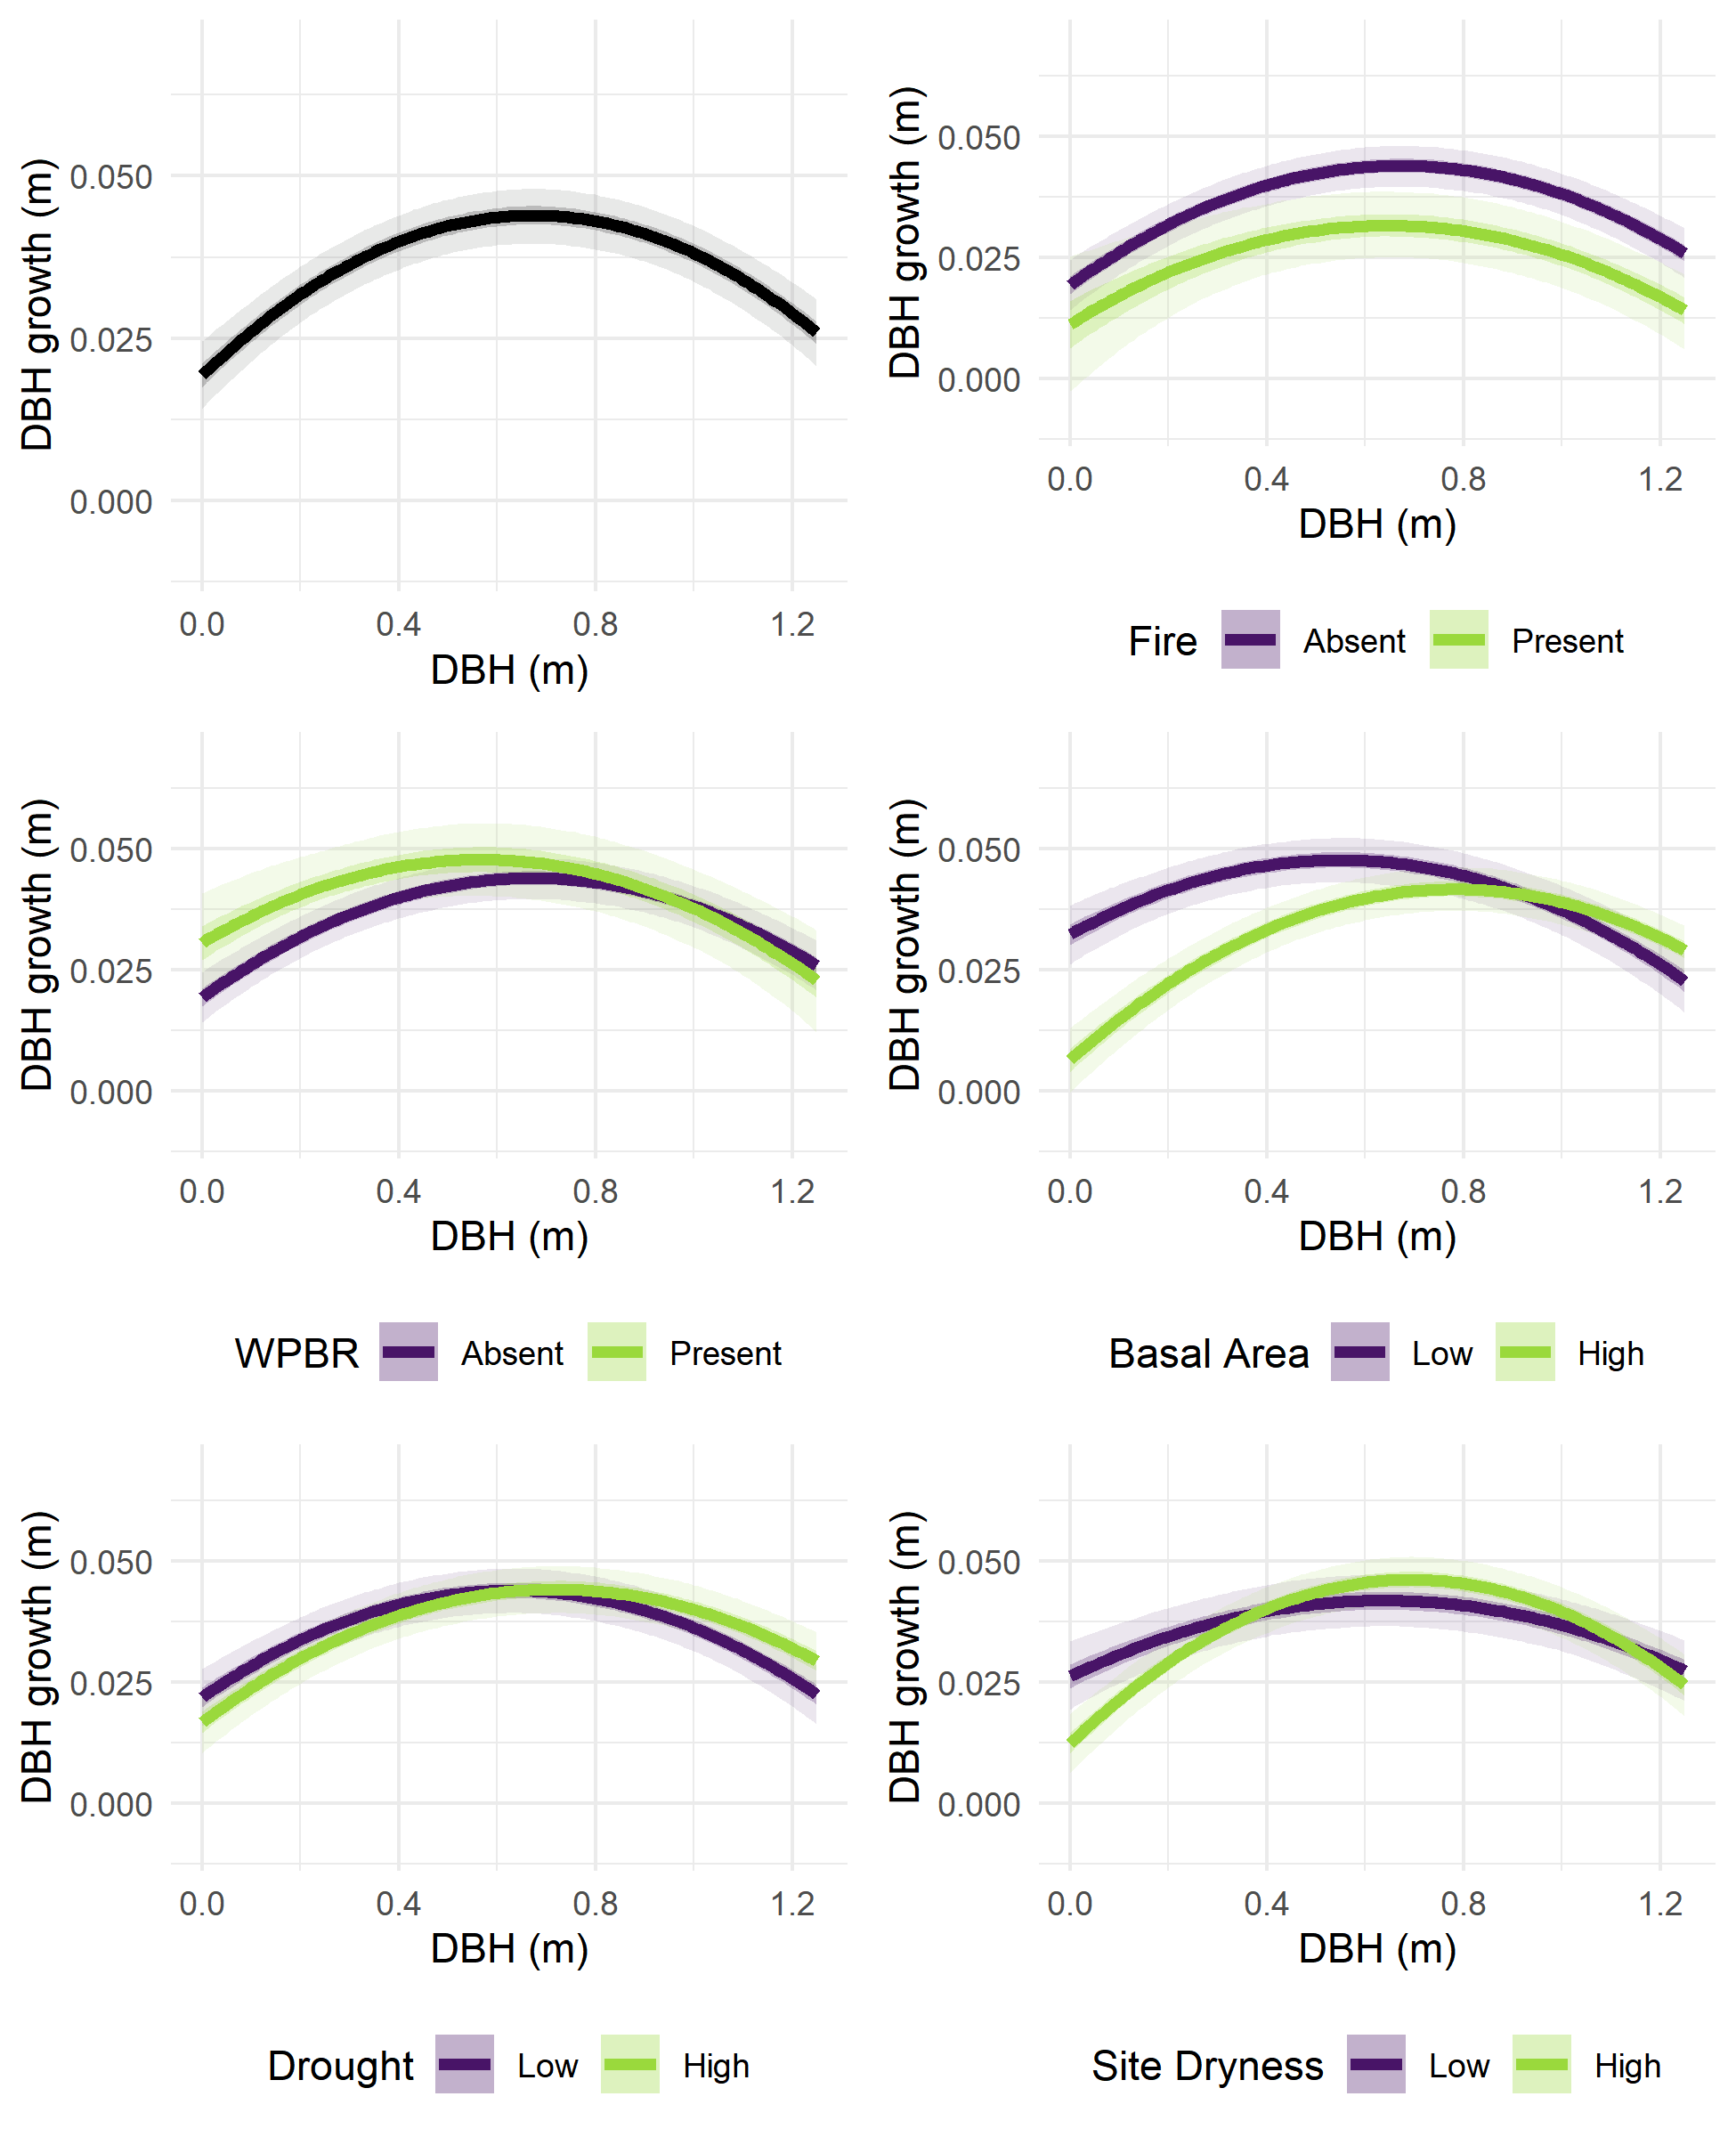 DBH growth (m)
0.050
0.025
0.000
0.0 0.4 0.8 1.2
DBH (m)
DBH growth (m)
0.050
0.025
0.000
0.0 0.4 0.8 1.2
DBH (m)
Fire Absent Present
DBH growth (m)
0.050
0.025
0.000
0.0 0.4 0.8 1.2
DBH (m)
WPBR Absent Present
DBH growth (m)
0.050
0.025
0.000
0.0 0.4 0.8 1.2
DBH (m)
Basal Area Low High
DBH growth (m)
0.050
0.025
0.000
0.0 0.4 0.8 1.2
DBH (m)
Drought Low High
DBH growth (m)
0.050
0.025
0.000
0.0 0.4 0.8 1.2
DBH (m)
Site Dryness Low High